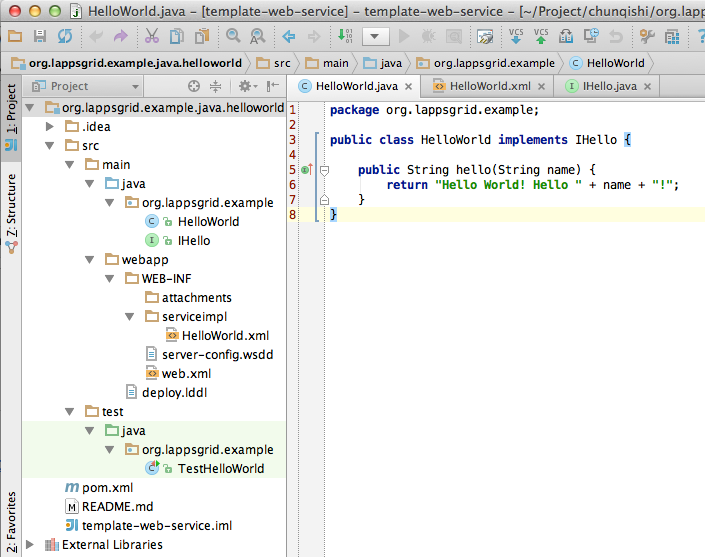 HelloWorld.java – [template-web-service] – template-web-service – [~/Project/chunqishi/org.lapp
VCS VCS
org.lappsgrid.example.java.helloworld src main java org.lappsgrid.example HelloWorld
1: Project
Z: Structure
2: Favorites
Project
org.lappsgrid.example.java.helloworld
.idea
src
main
java
org.lappsgrid.example
HelloWorld
IHello
webapp
WEB-INF
attachments
serviceimpl
HelloWorld.xml
server-config.wsdd
web.xml
deploy.lddl
test
java
org.lappsgrid.example
TestHelloWorld
pom.xml
README.md
template-web-service.iml
External Libraries
HelloWorld.java HelloWorld.xml IHello.java
1 package org.lappsgrid.example;
2
3 public class HelloWorld implements IHello {
4
5 public String hello(String name) {
6 return "Hello World! Hello " + name + "!";
7 }
8 }